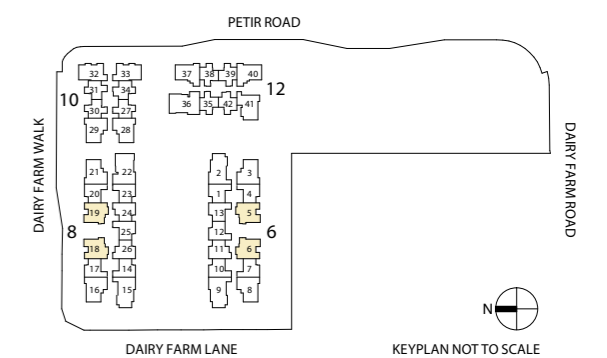 PETIR ROAD
32 33 37 38 39 40
10 31 34 12
30 27 36 35 42 41
29 28
DAIRY FARM WALK
DAIRY FARM ROAD
21 22 2 3
20 23 1 4
19 24 13 5
8 25 12 6
18 26 11 6
17 14 10 7
16 15 9 8
N
DAIRY FARM LANE
KEYPLAN NOT TO SCALE